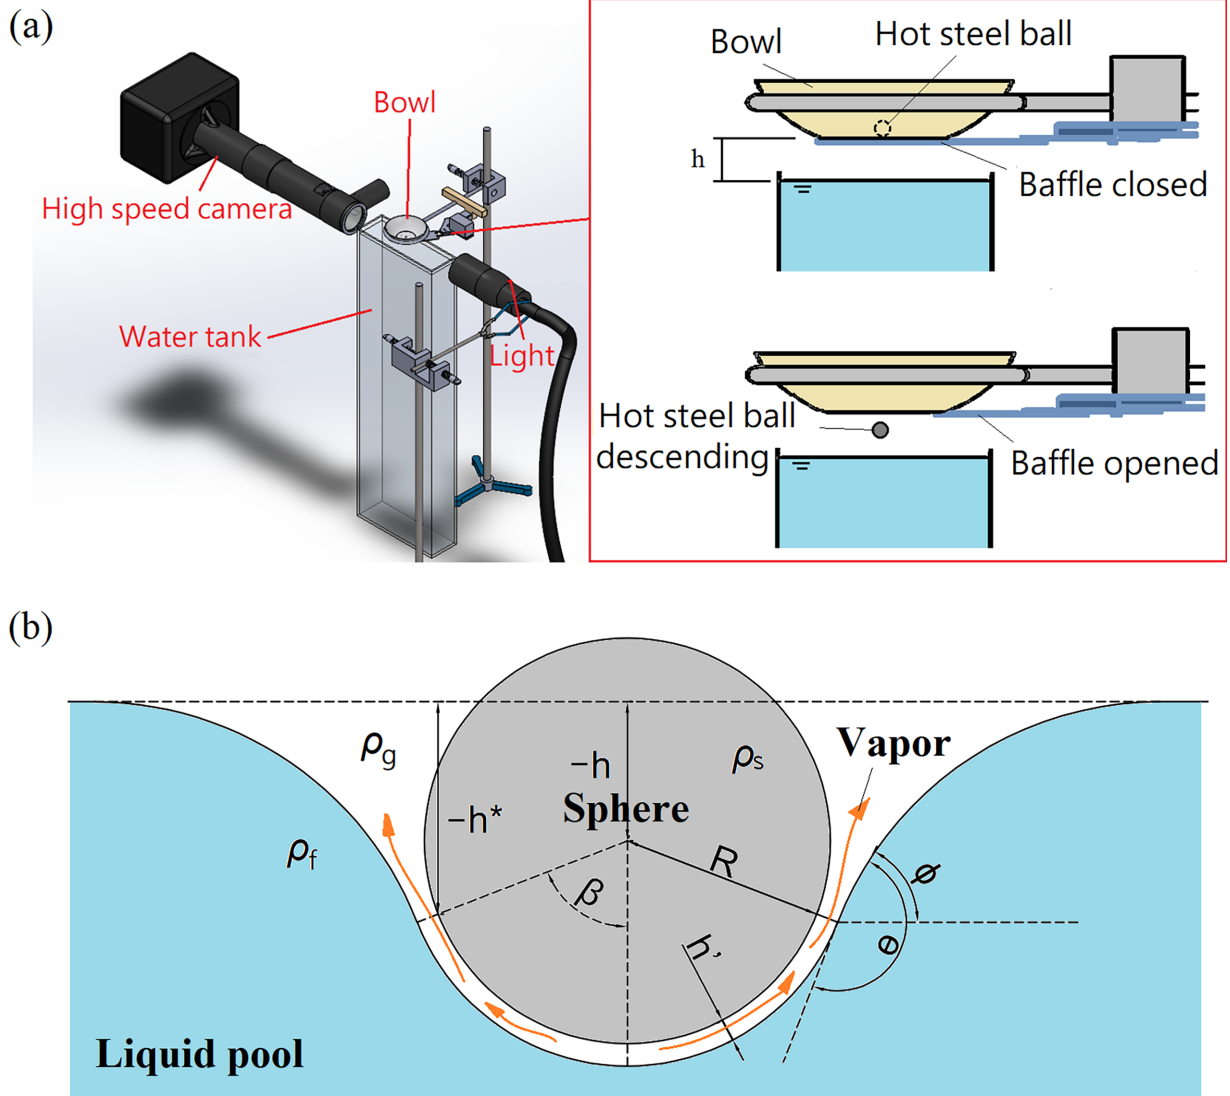 (a)
High speed camera
Bowl
Water tank
Light
Bowl
Hot steel ball
h
Baffle closed
Hot steel ball
descending
Baffle opened
(b)
ρg
−h*
ρf
−h
Sphere
ρs
Vapor
β
R
h’
ϕ
θ
Liquid pool